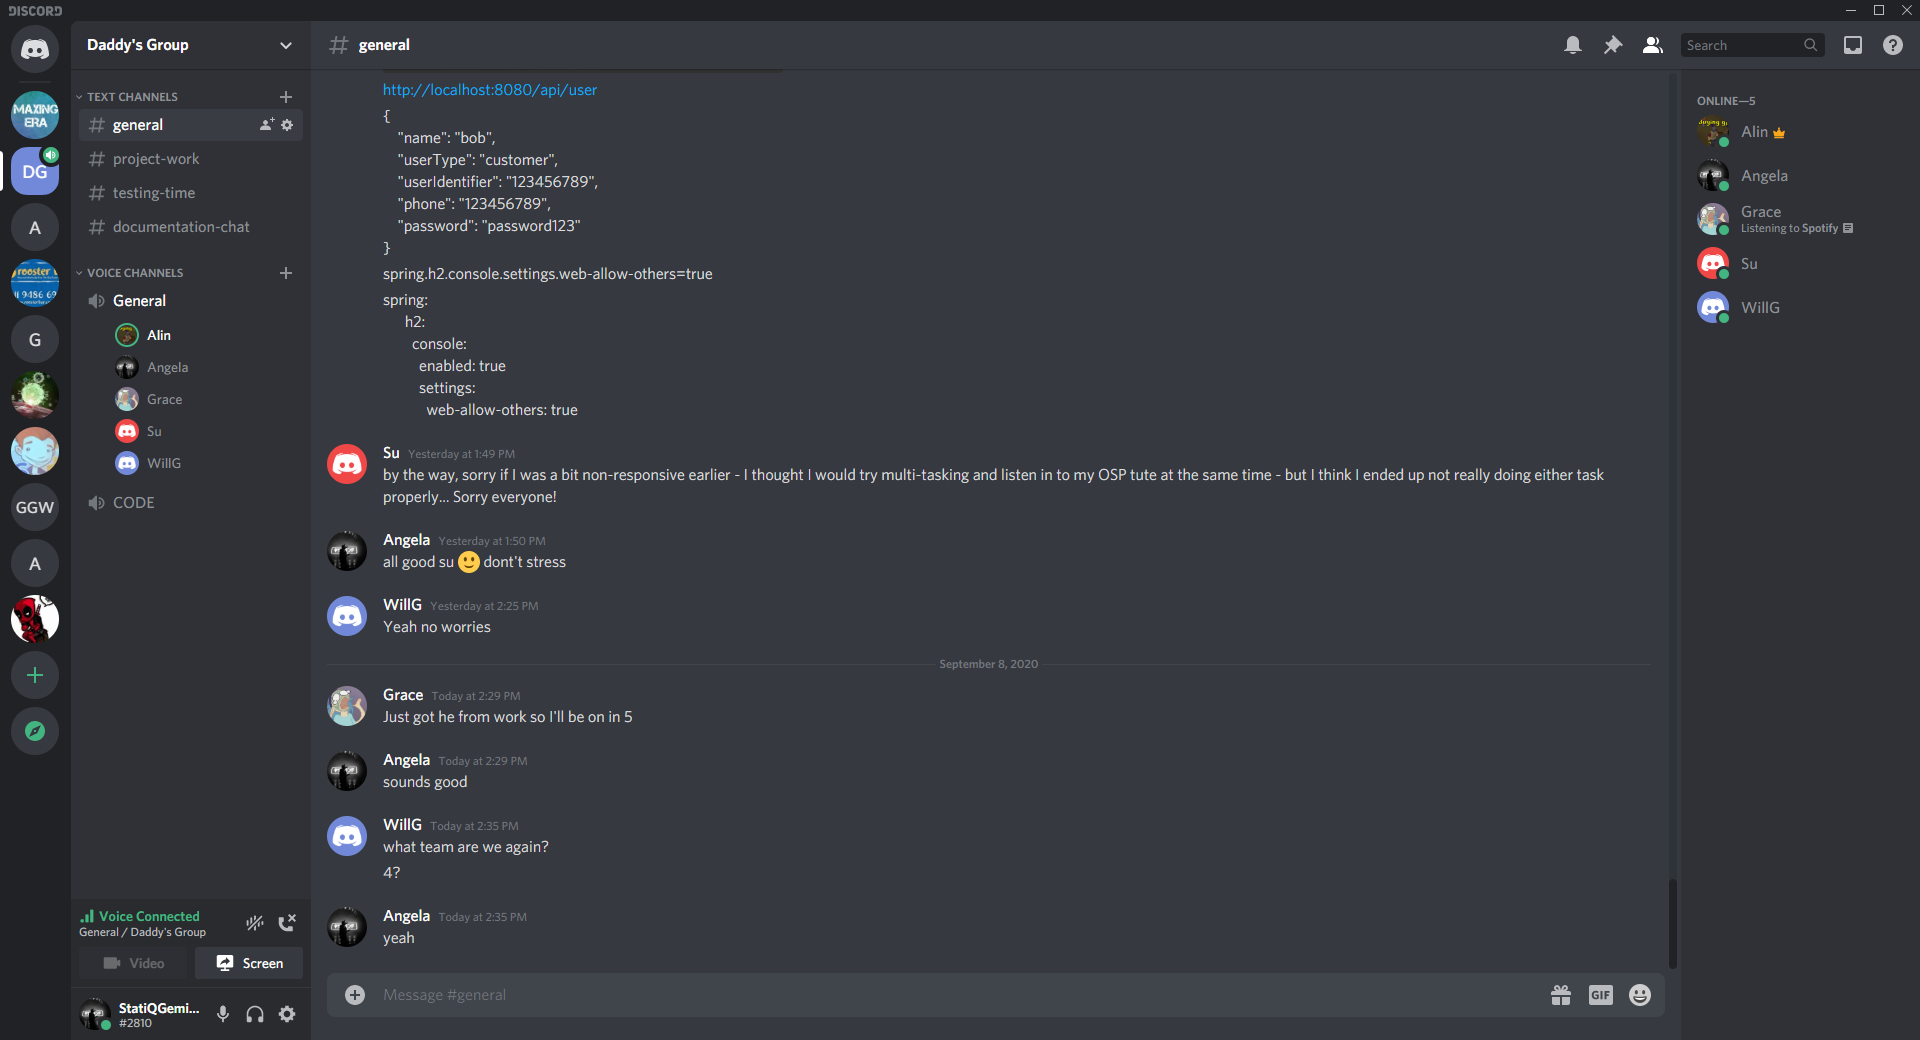 DISCORD
Daddy's Group
general
Search
MAXING
ERA
DG
A
rooster
11 9486 69
G
GGW
A
TEXT CHANNELS
general
project-work
testing-time
documentation-chat
VOICE CHANNELS
General
Alin
Angela
Grace
Su
WillG
CODE
Voice Connected
General / Daddy's Group
Video
Screen
StatiQGemi...
#2810
http://localhost:8080/api/user
{
"name": "bob",
"userType": "customer",
"userIdentifier": "123456789",
"phone": "123456789",
"password": "password123"
}
spring.h2.console.settings.web-allow-others=true
spring:
h2:
console:
enabled: true
settings:
web-allow-others: true
Su Yesterday at 1:49 PM
by the way, sorry if I was a bit non-responsive earlier - I thought I would try multi-tasking and listen in to my OSP tute at the same time - but I think I ended up not really doing either task
properly... Sorry everyone!
Angela Yesterday at 1:50 PM
all good su 🙂 dont't stress
WillG Yesterday at 2:25 PM
Yeah no worries
September 8, 2020
Grace Today at 2:29 PM
Just got he from work so I'll be on in 5
Angela Today at 2:29 PM
sounds good
WillG Today at 2:35 PM
what team are we again?
4?
Angela Today at 2:35 PM
yeah
Message #general
GIF
ONLINE—5
Alin
Angela
Grace
Listening to Spotify
Su
WillG